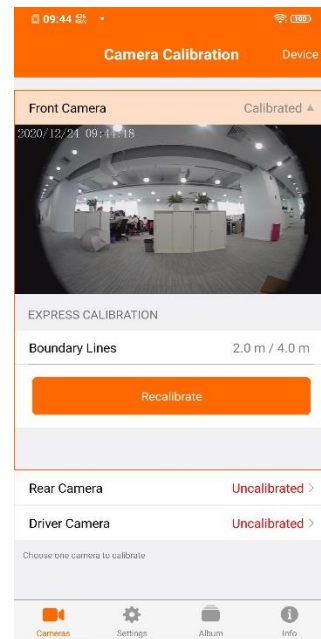 09:44
100
Camera Calibration Device
Front Camera Calibrated
2020/12/24 09:44:18
EXPRESS CALIBRATION
Boundary Lines 2.0 m / 4.0 m
Recalibrate
Rear Camera Uncalibrated
Driver Camera Uncalibrated
Choose one camera to calibrate
Cameras Settings Album Info